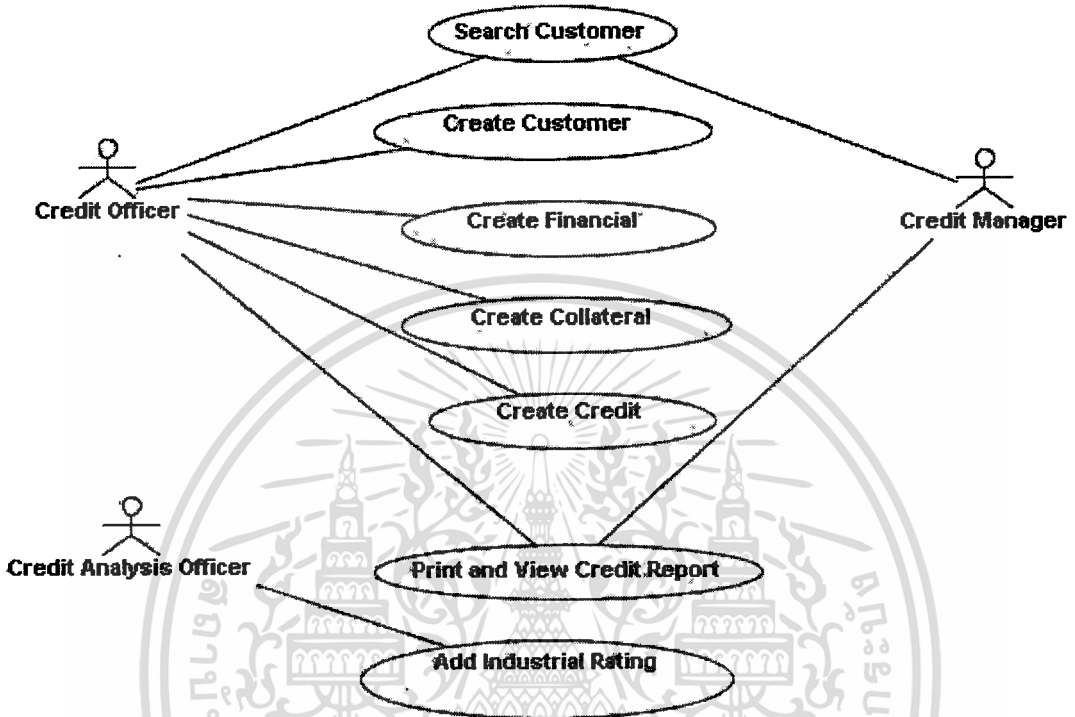 Search Customer
Create Customer
Credit Officer
Credit Manager
Create Financial
Create Collateral
Create Credit
Credit Analysis Officer
Print and View Credit Report
Add Industrial Rating